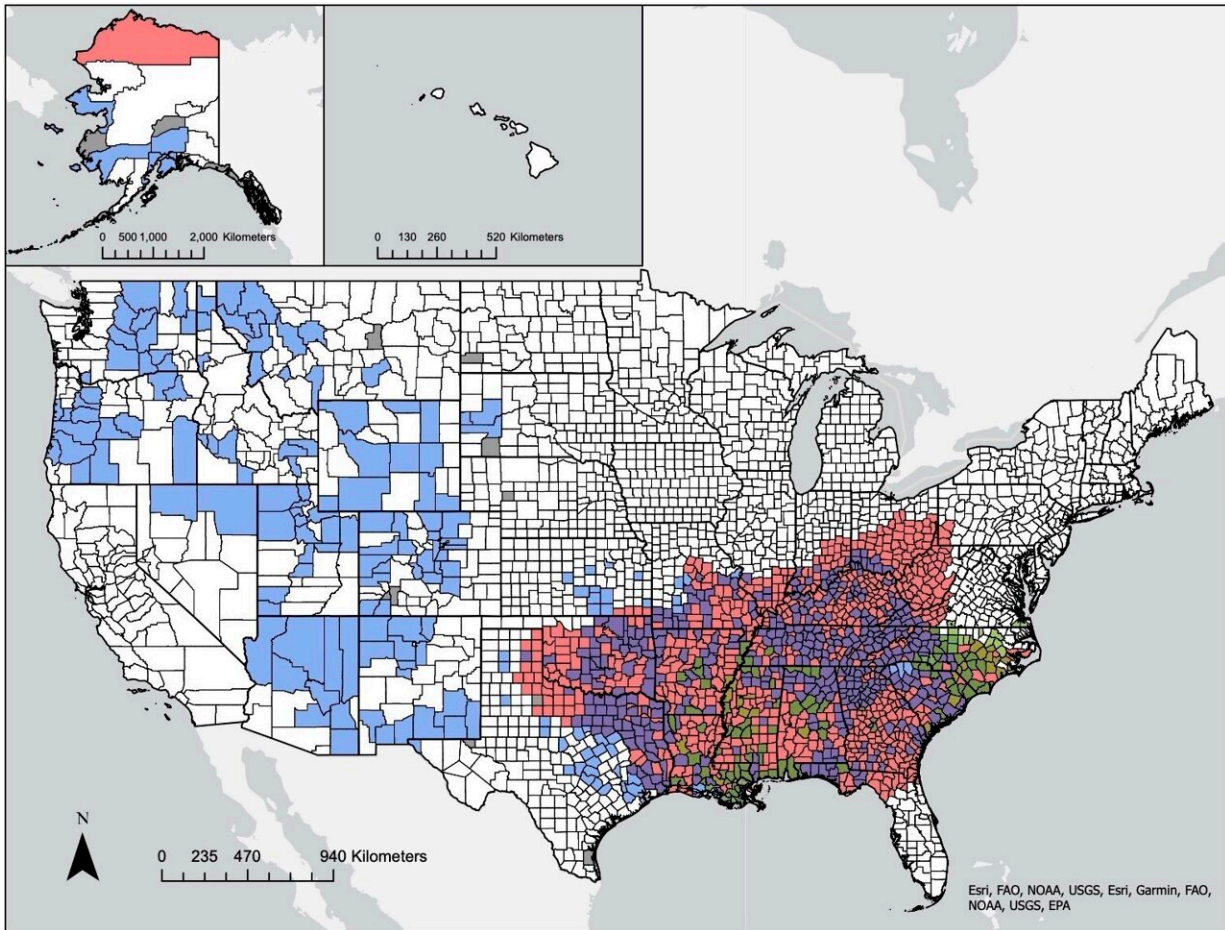 0 500 1,000 2,000 Kilometers
0 130 260 520 Kilometers
N
0 235 470 940 Kilometers
Esri, FAO, NOAA, USGS, Esri, Garmin, FAO,
NOAA, USGS, EPA